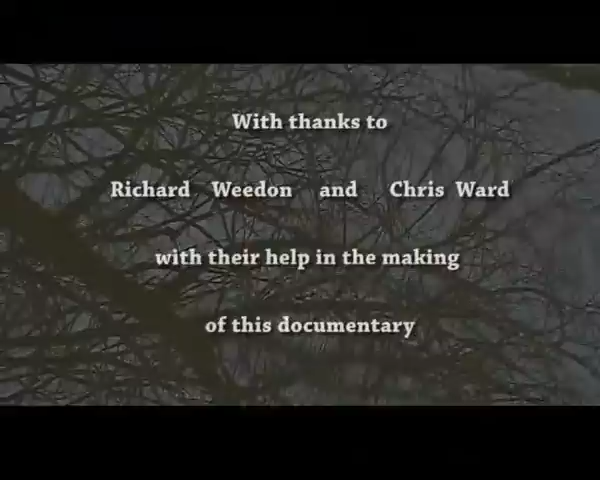 With thanks to
Richard Weedon and Chris Ward
with their help in the making
of this documentary